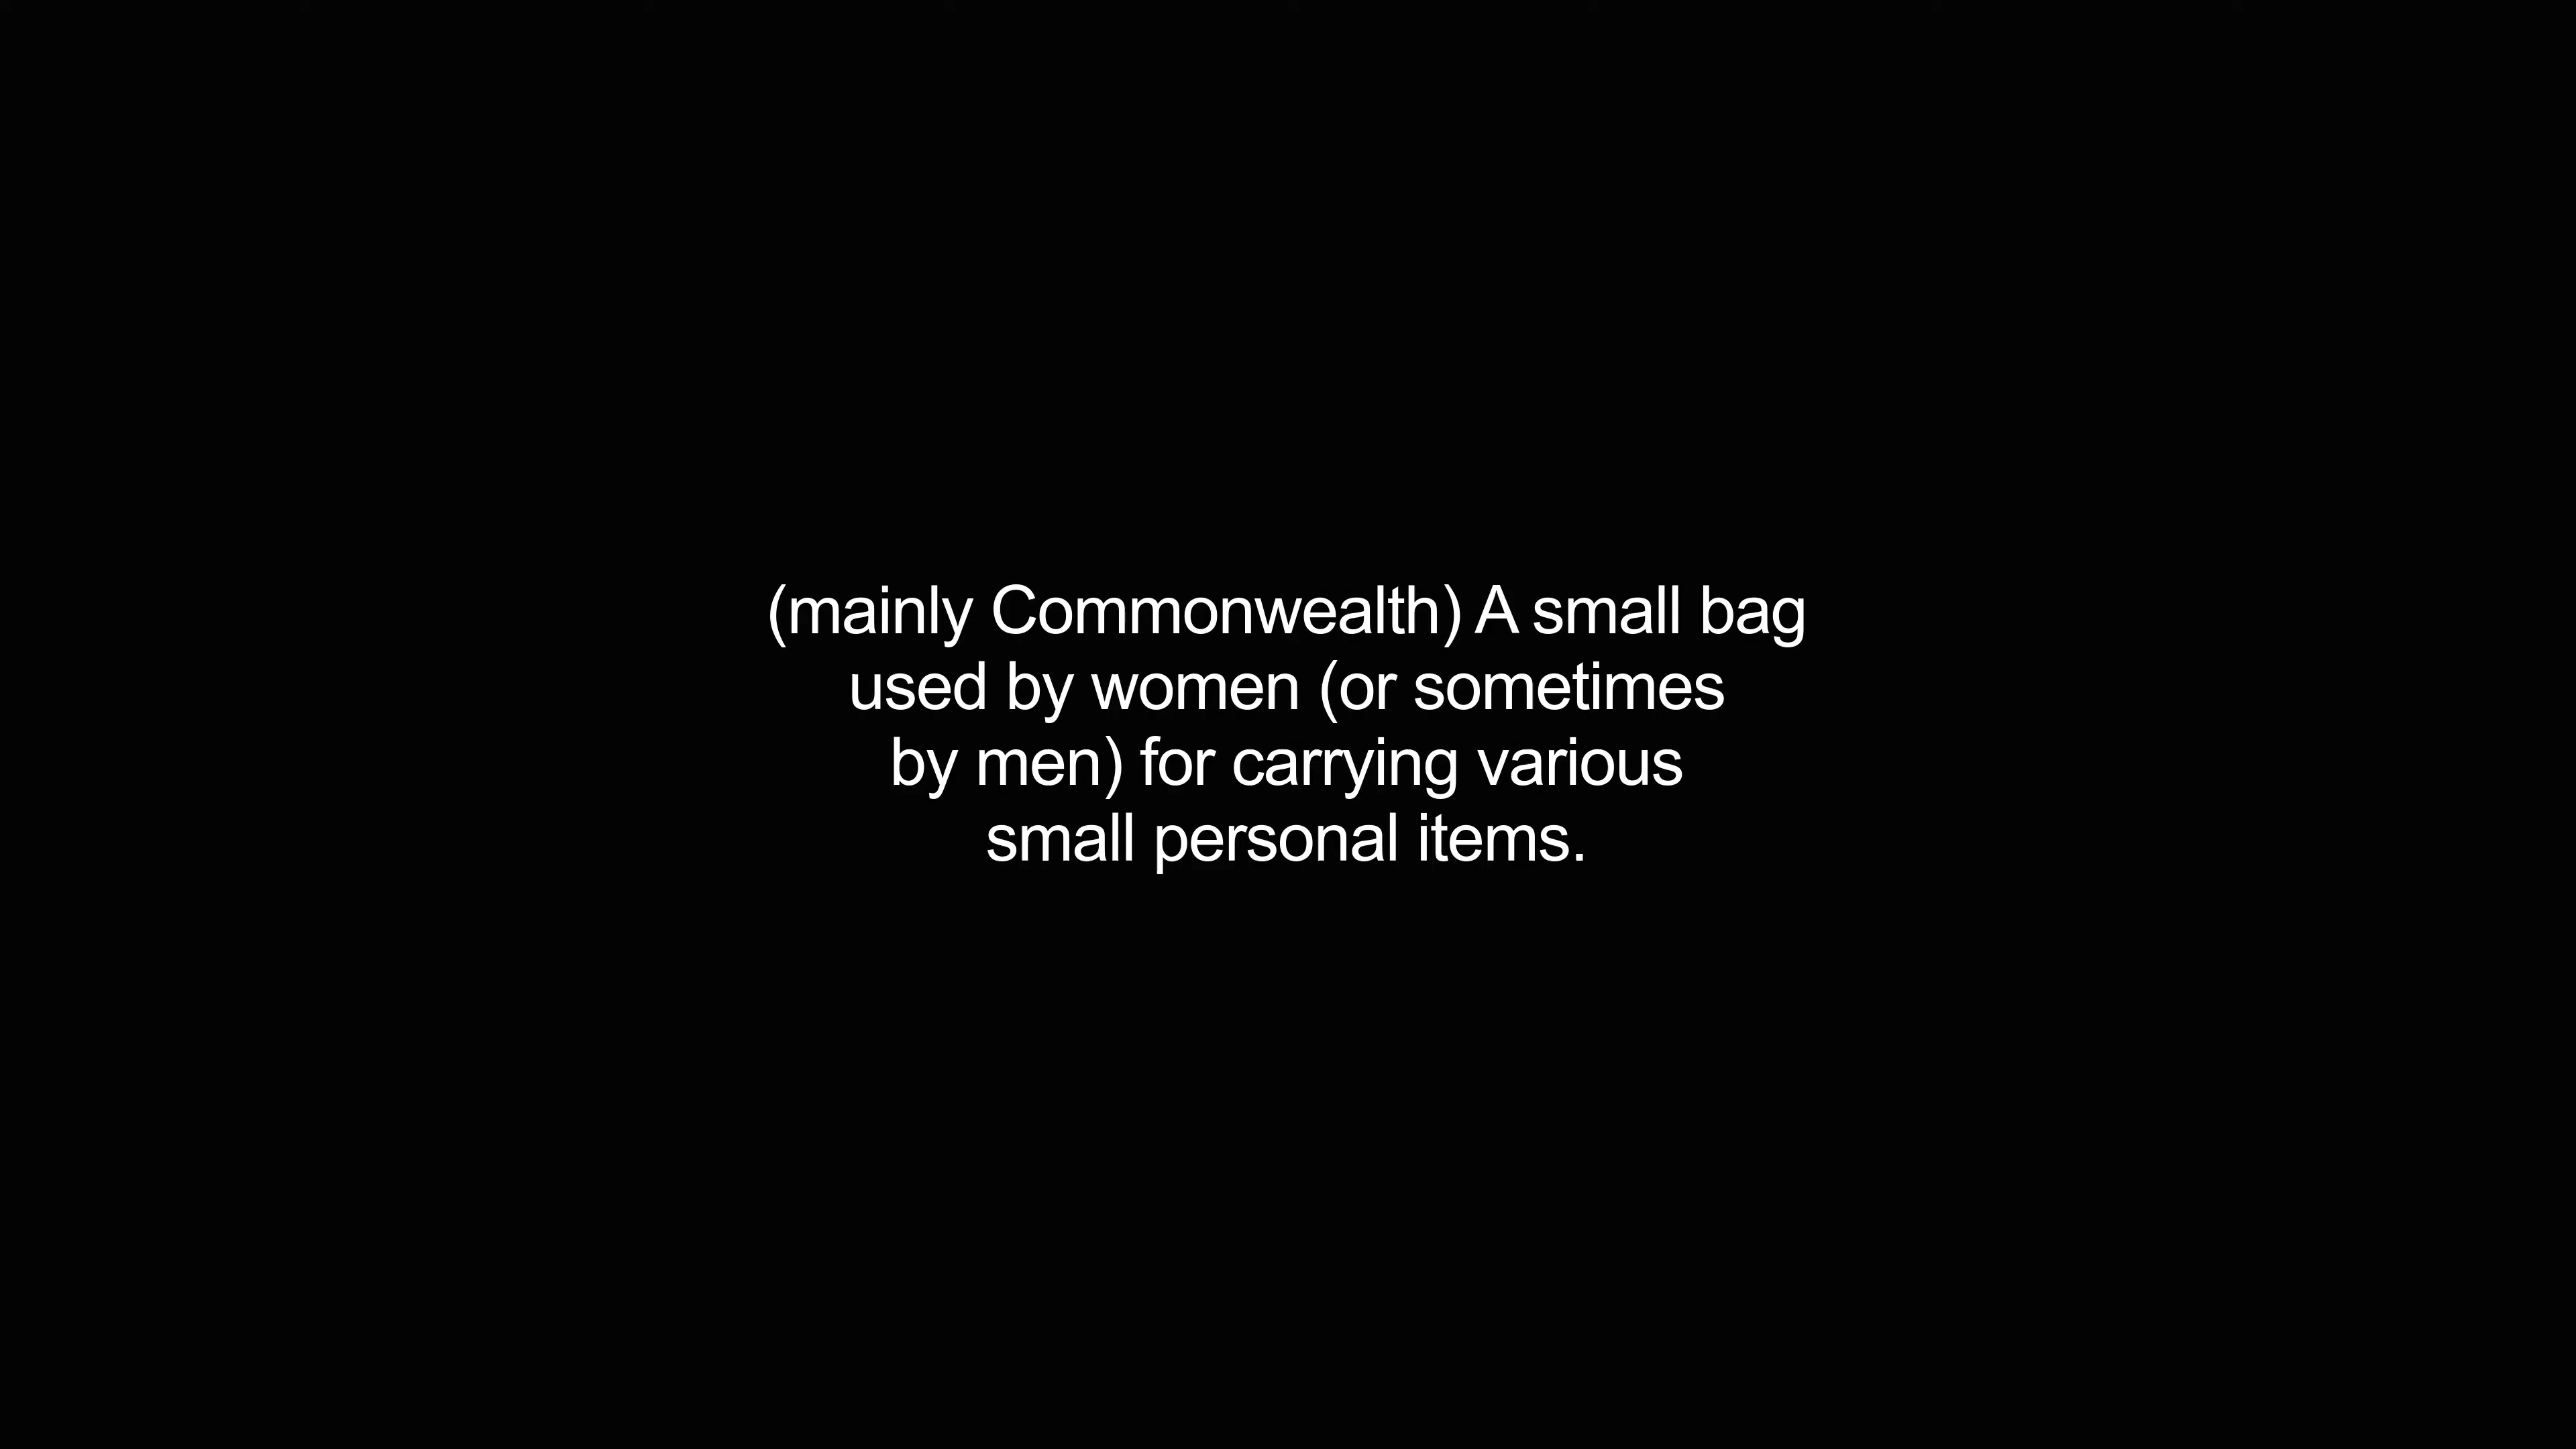 (mainly Commonwealth) A small bag
used by women (or sometimes
by men) for carrying various
small personal items.